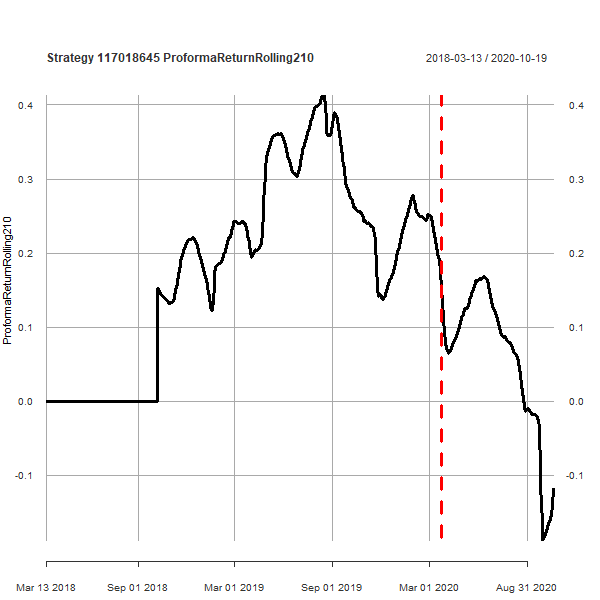 Strategy 117018645 ProformaReturnRolling210
2018-03-13 / 2020-10-19
ProformaReturnRolling210
0.4
0.4
0.3
0.3
0.2
0.2
0.1
0.1
0.0
0.0
-0.1
-0.1
Mar 13 2018
Sep 01 2018
Mar 01 2019
Sep 01 2019
Mar 01 2020
Aug 31 2020